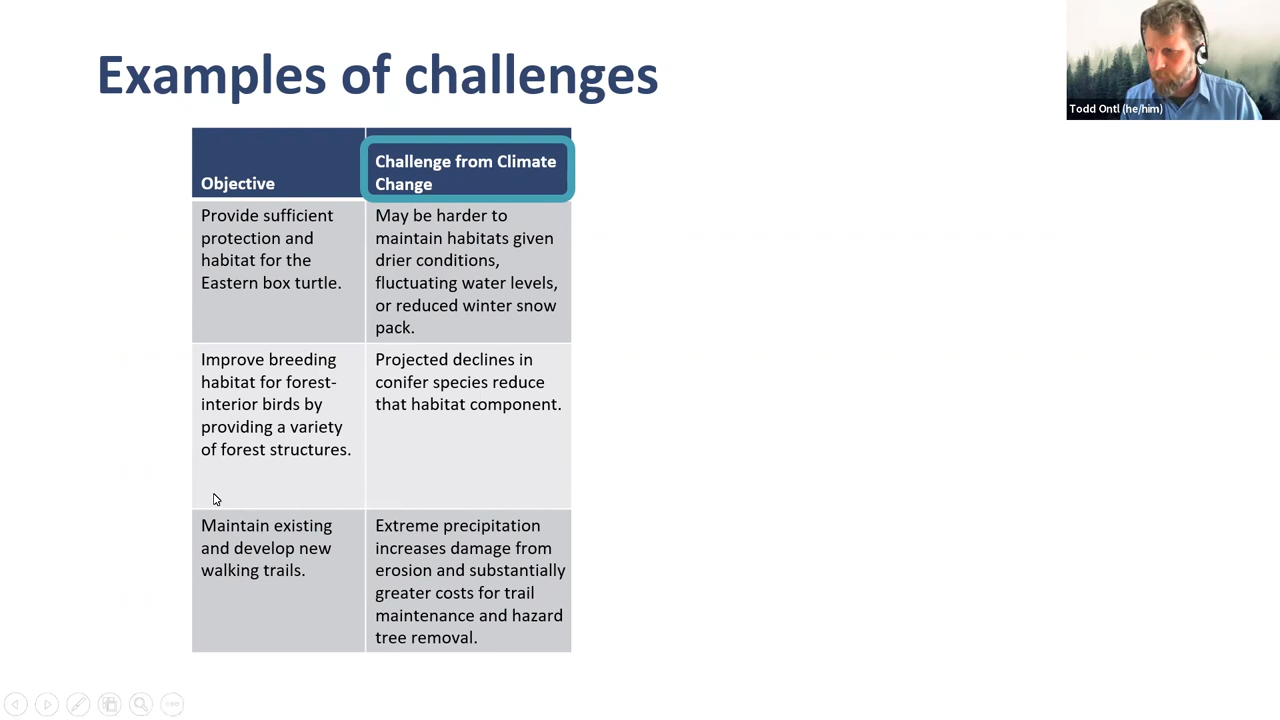 Examples of challenges
Todd Ontl (he/him)
Objective
Challenge from Climate
Change
Provide sufficient
protection and
habitat for the
Eastern box turtle.
May be harder to
maintain habitats given
drier conditions,
fluctuating water levels,
or reduced winter snow
pack.
Improve breeding
habitat for forest-
interior birds by
providing a variety
of forest structures.
Projected declines in
conifer species reduce
that habitat component.
Maintain existing
and develop new
walking trails.
Extreme precipitation
increases damage from
erosion and substantially
greater costs for trail
maintenance and hazard
tree removal.